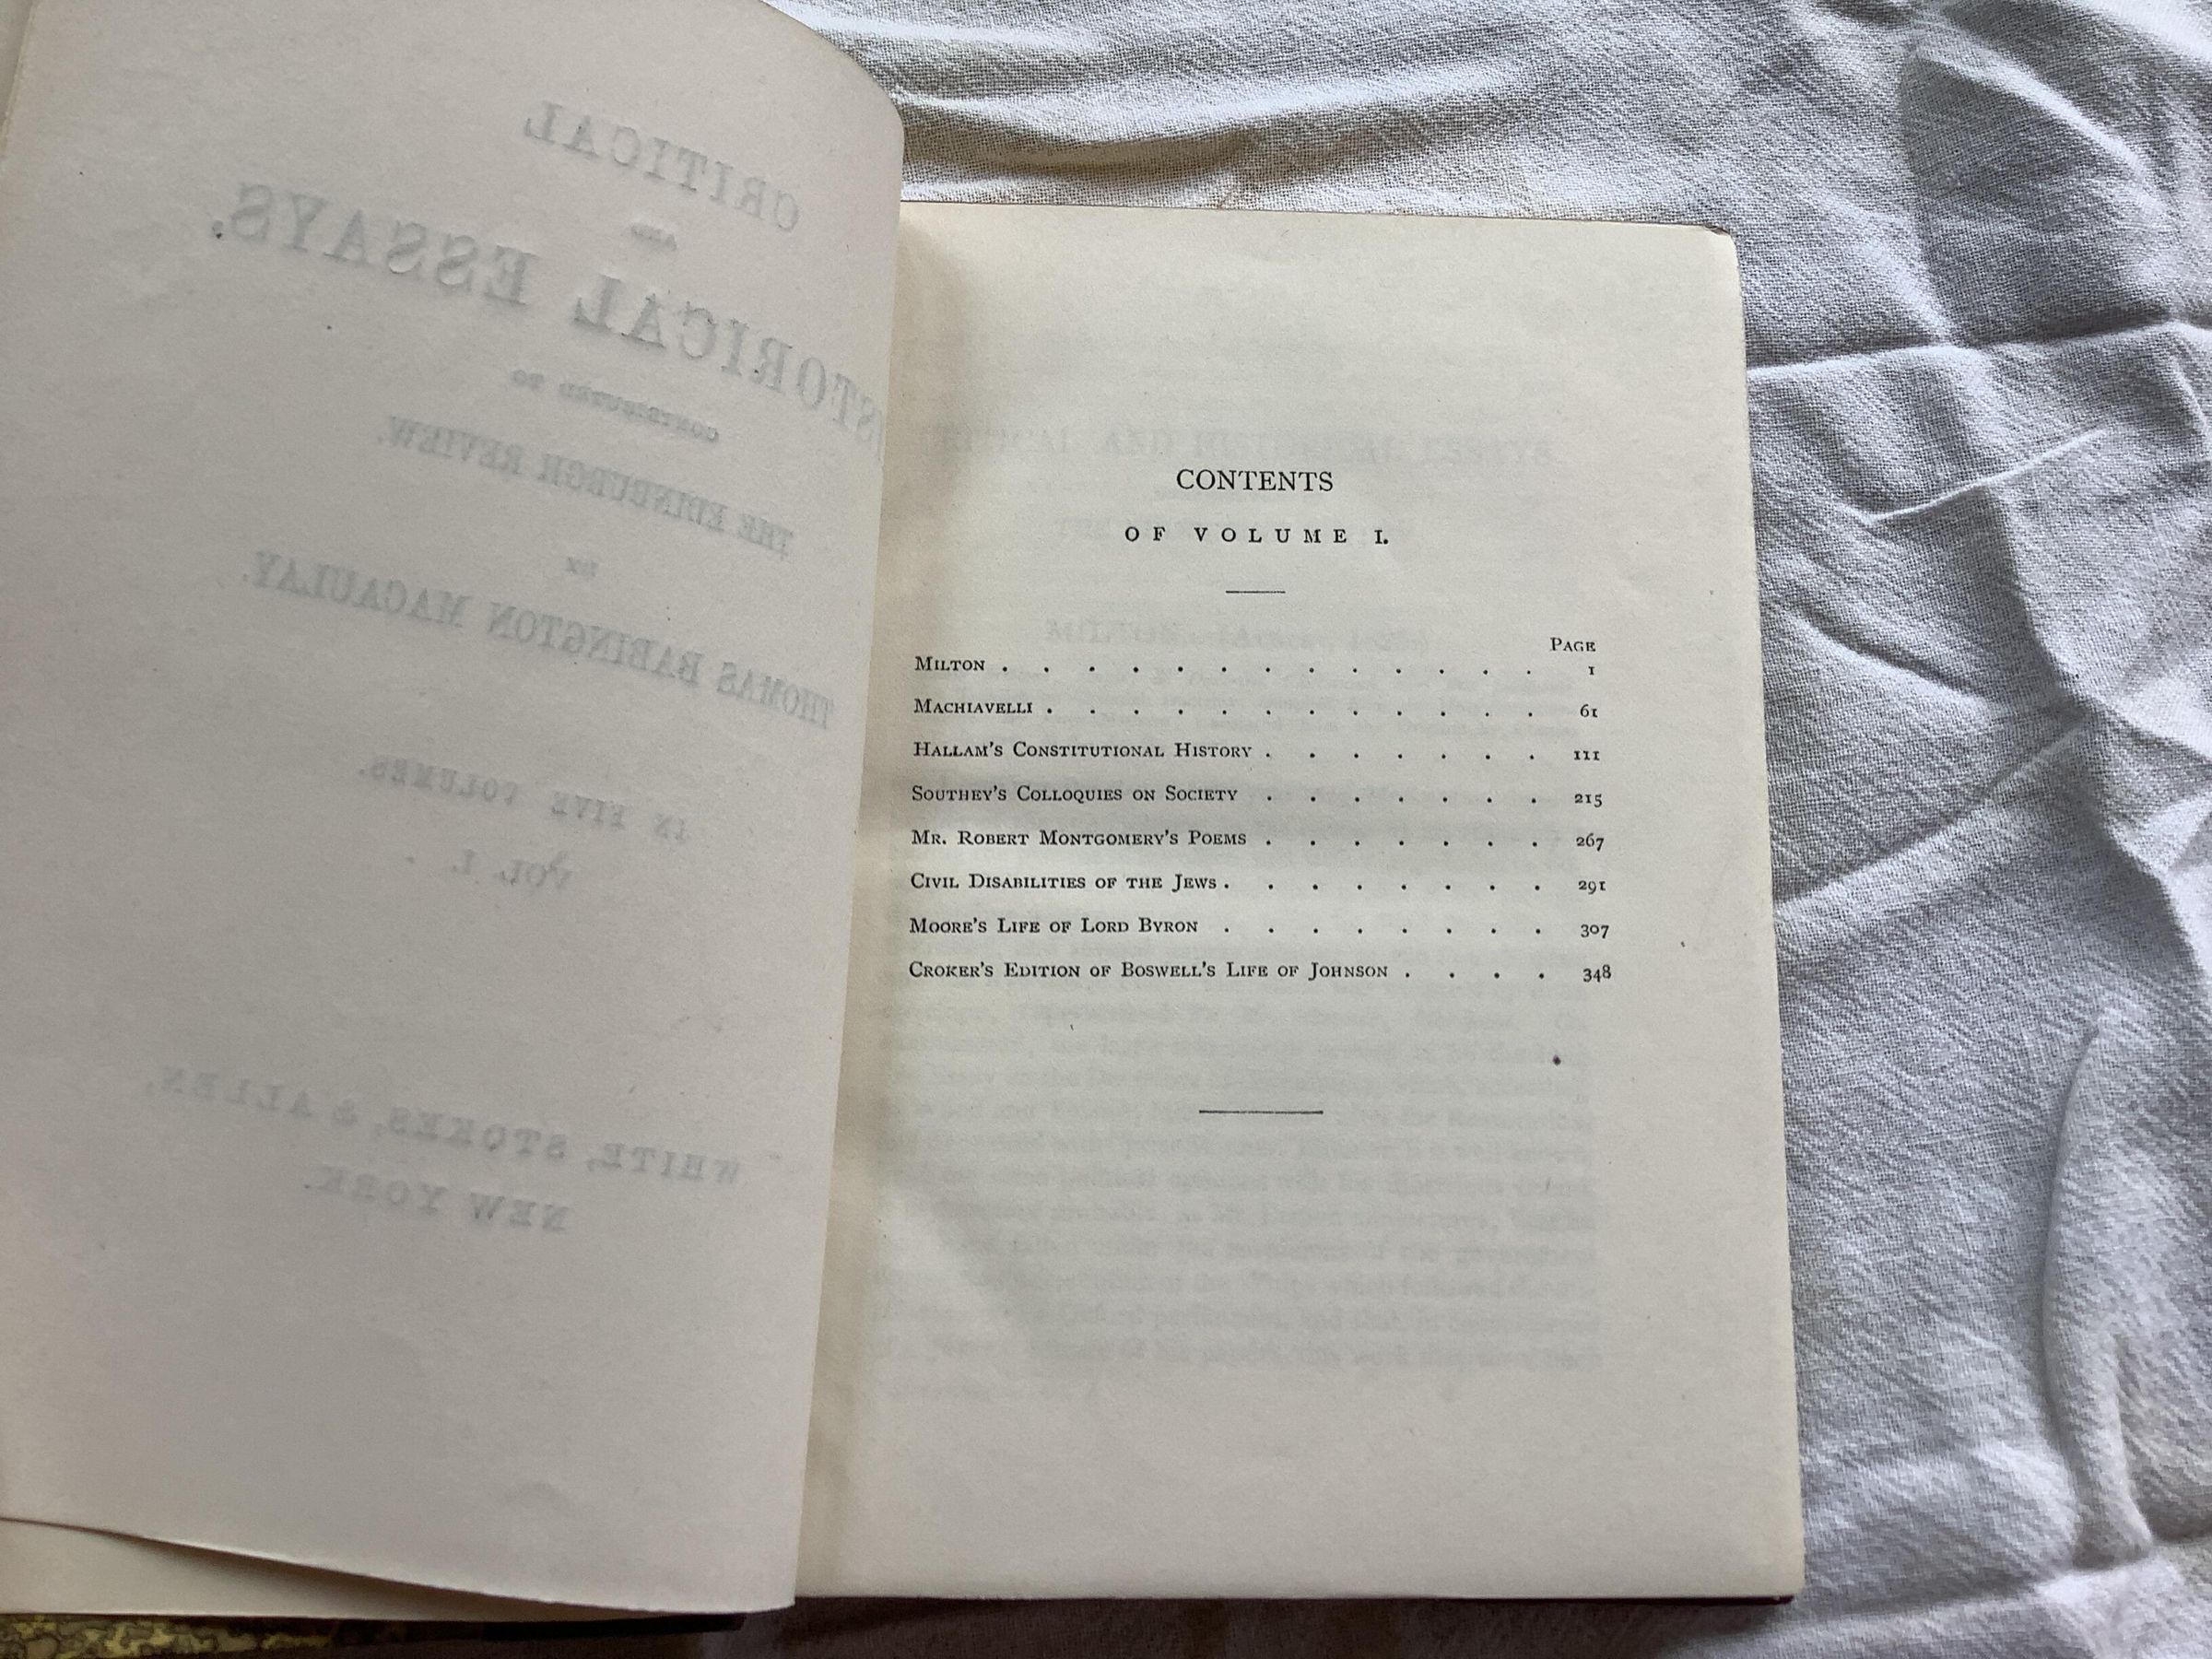 CRITICAL
AND
STORICAL ESSAYS.
CONTRIBUTED TO
THE EDINBURGH REVIEW.
BY
THOMAS BABINGTON MACAULAY.
IN FIVE VOLUMES.
VOL. I.
WHITE, STOKES, & ALLEN,
NEW YORK.
CONTENTS
OF VOLUME I.
PAGE
MILTON . . . . . . . . . . . . . 1
MACHIAVELLI . . . . . . . . . . . . 61
HALLAM'S CONSTITUTIONAL HISTORY . . . . . . . 111
SOUTHEY'S COLLOQUIES ON SOCIETY . . . . . . . 215
MR. ROBERT MONTGOMERY'S POEMS . . . . . . . 267
CIVIL DISABILITIES OF THE JEWS . . . . . . . . 291
MOORE'S LIFE OF LORD BYRON . . . . . . . . 307
CROKER'S EDITION OF BOSWELL'S LIFE OF JOHNSON . . . . 348